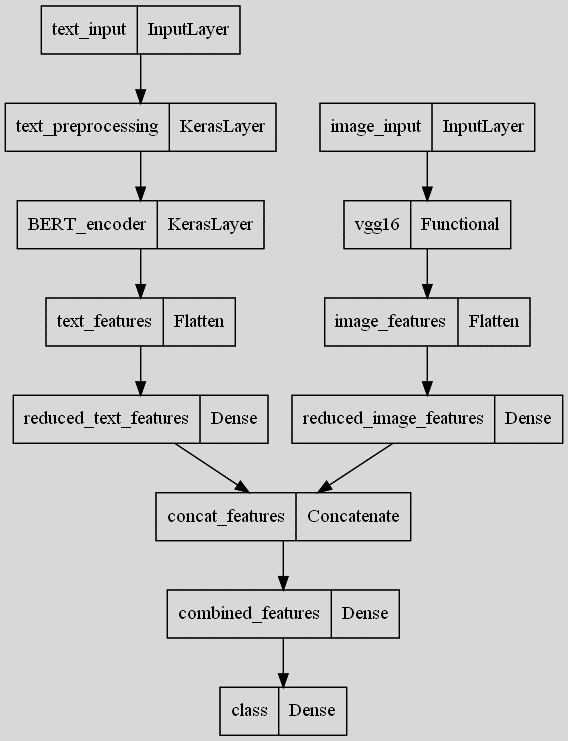 text_input InputLayer
text_preprocessing KerasLayer
image_input InputLayer
BERT_encoder KerasLayer
vgg16 Functional
text_features Flatten
image_features Flatten
reduced_text_features Dense
reduced_image_features Dense
concat_features Concatenate
combined_features Dense
class Dense